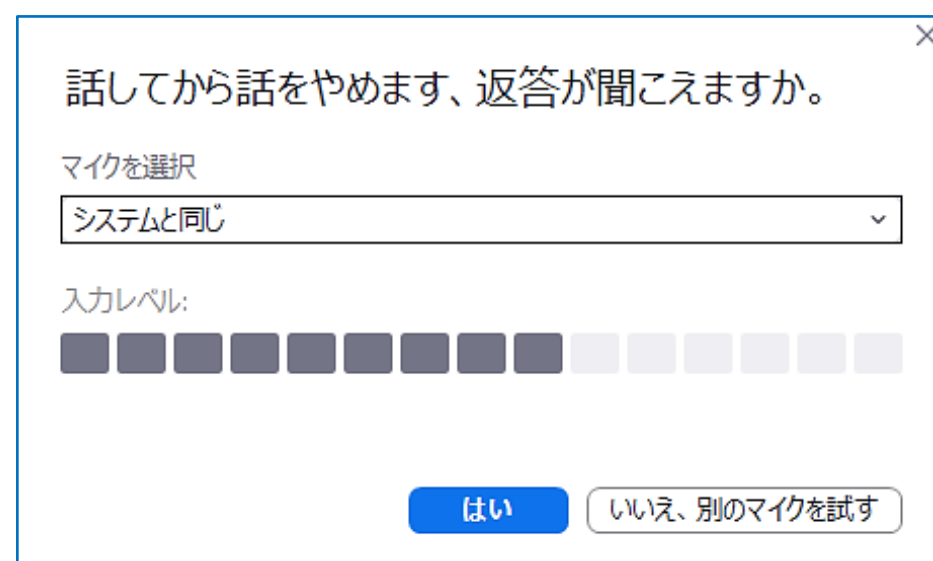 話してから話をやめます、返答が聞こえますか。
マイクを選択
システムと同じ
入力レベル:
はい
いいえ、別のマイクを試す